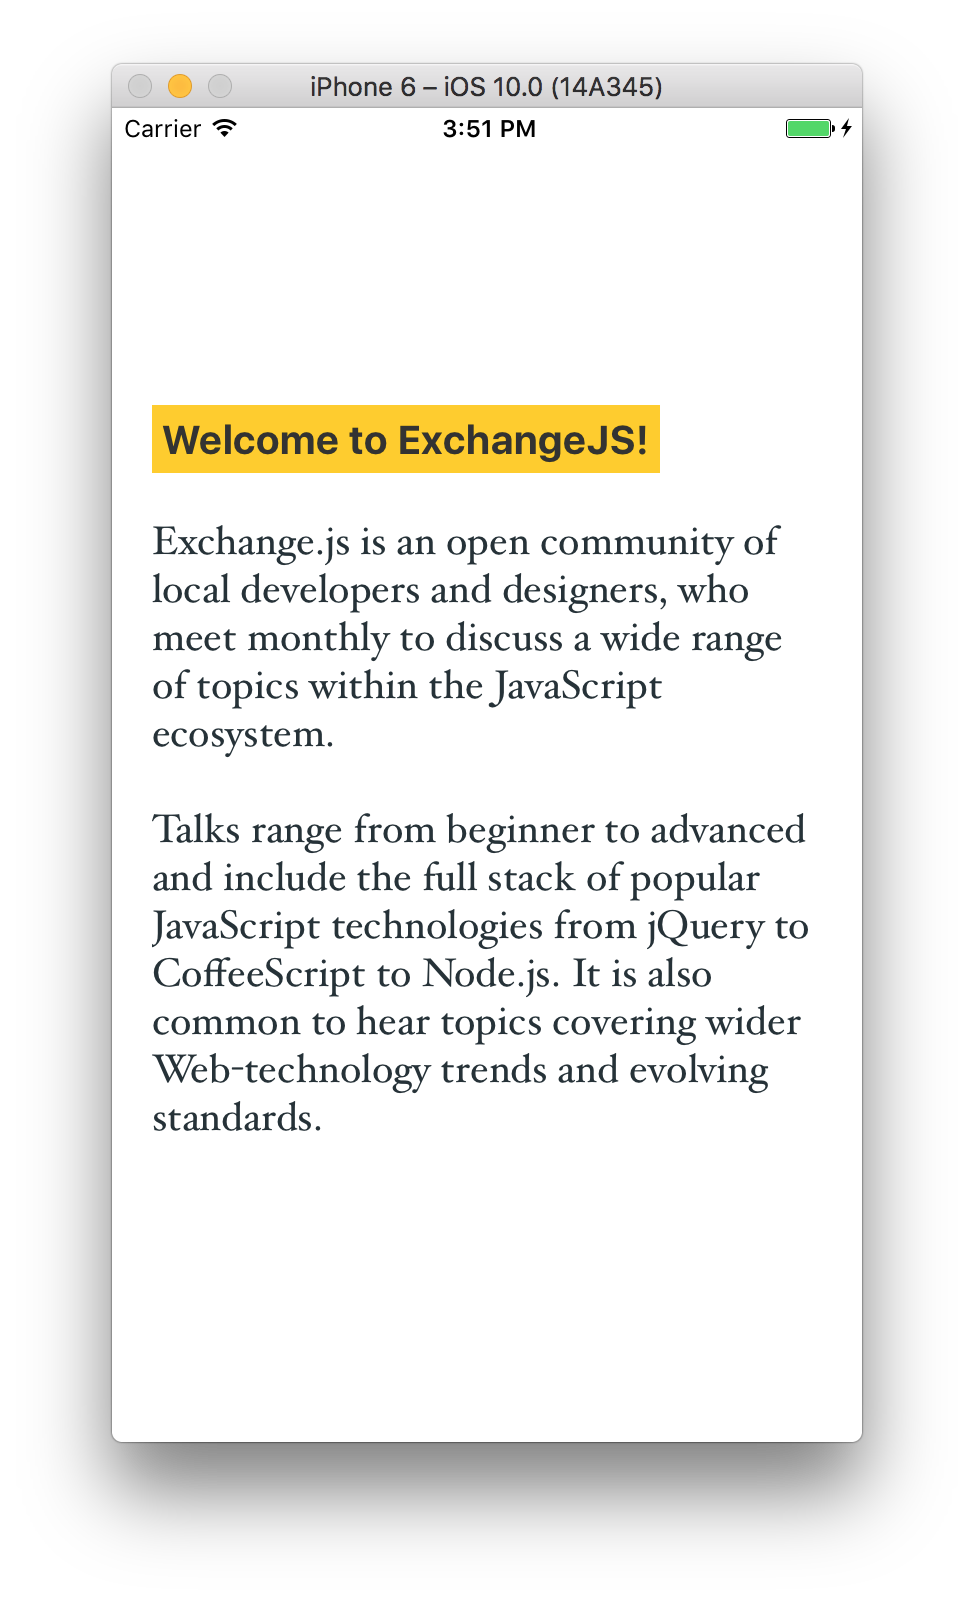 iPhone 6 – iOS 10.0 (14A345)
Carrier 3:51 PM
Welcome to ExchangeJS!
Exchange.js is an open community of
local developers and designers, who
meet monthly to discuss a wide range
of topics within the JavaScript
ecosystem.
Talks range from beginner to advanced
and include the full stack of popular
JavaScript technologies from jQuery to
CoffeeScript to Node.js. It is also
common to hear topics covering wider
Web-technology trends and evolving
standards.